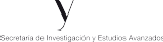 y
Secretaría de Investigación y Estudios Avanzados